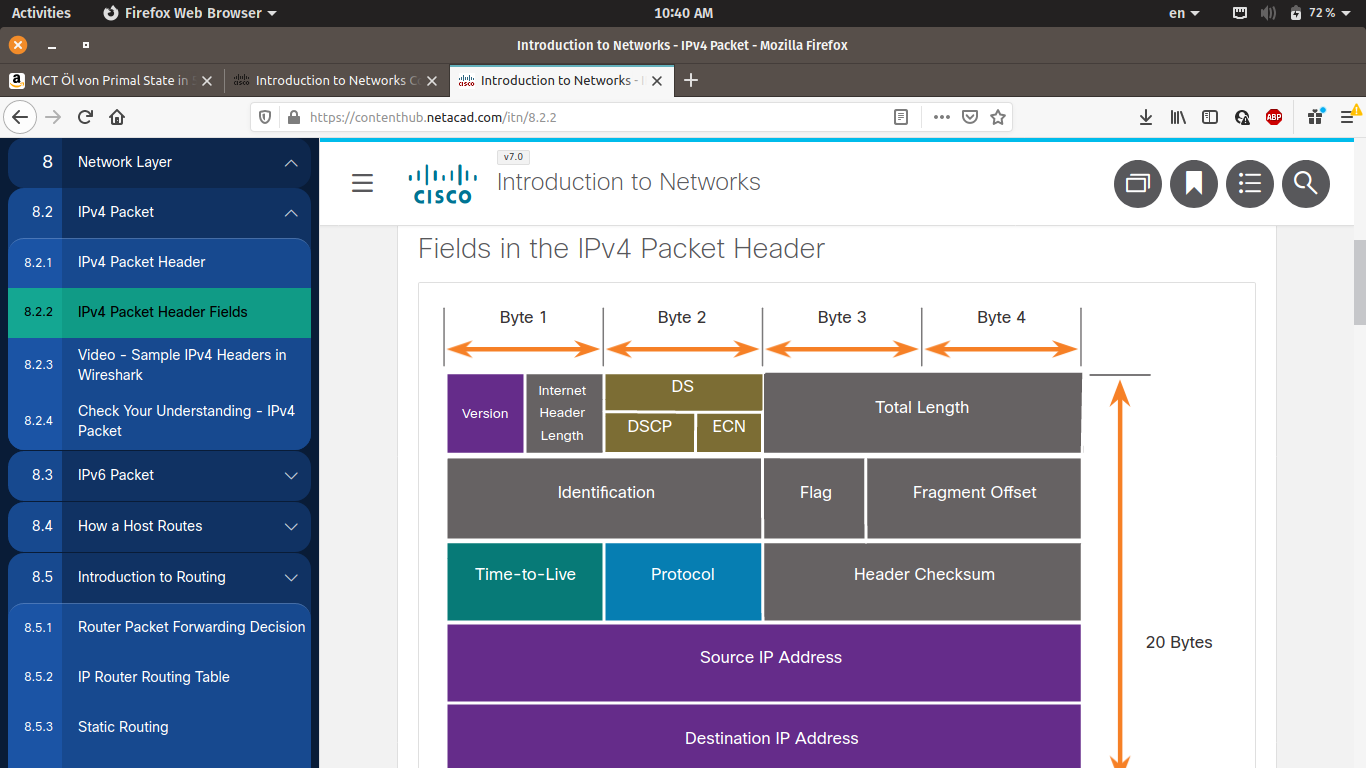 Activities
Firefox Web Browser
10:40 AM
en
72 %
Introduction to Networks - IPv4 Packet - Mozilla Firefox
MCT Öl von Primal State in
Introduction to Networks
Introduction to Networks -
https://contenthub.netacad.com/itn/8.2.2
ABP
8 Network Layer
8.2 IPv4 Packet
8.2.1 IPv4 Packet Header
8.2.2 IPv4 Packet Header Fields
8.2.3 Video - Sample IPv4 Headers in
Wireshark
8.2.4 Check Your Understanding - IPv4
Packet
8.3 IPv6 Packet
8.4 How a Host Routes
8.5 Introduction to Routing
8.5.1 Router Packet Forwarding Decision
8.5.2 IP Router Routing Table
8.5.3 Static Routing
CISCO
v7.0
Introduction to Networks
Fields in the IPv4 Packet Header
Byte 1 Byte 2 Byte 3 Byte 4
Version
Internet
Header
Length
DS
DSCP ECN
Total Length
Identification Flag Fragment Offset
Time-to-Live Protocol Header Checksum
Source IP Address
20 Bytes
Destination IP Address